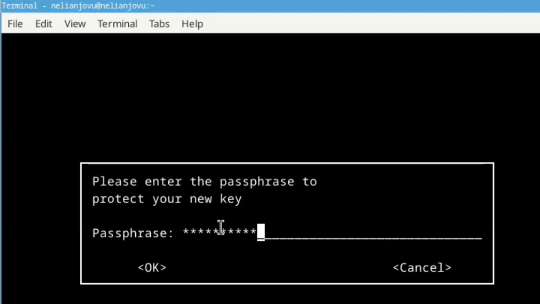 Terminal - nelianjovu@nelianjovu:~
File Edit View Terminal Tabs Help
Please enter the passphrase to
protect your new key
Passphrase: **********_______________________________
<OK> <Cancel>